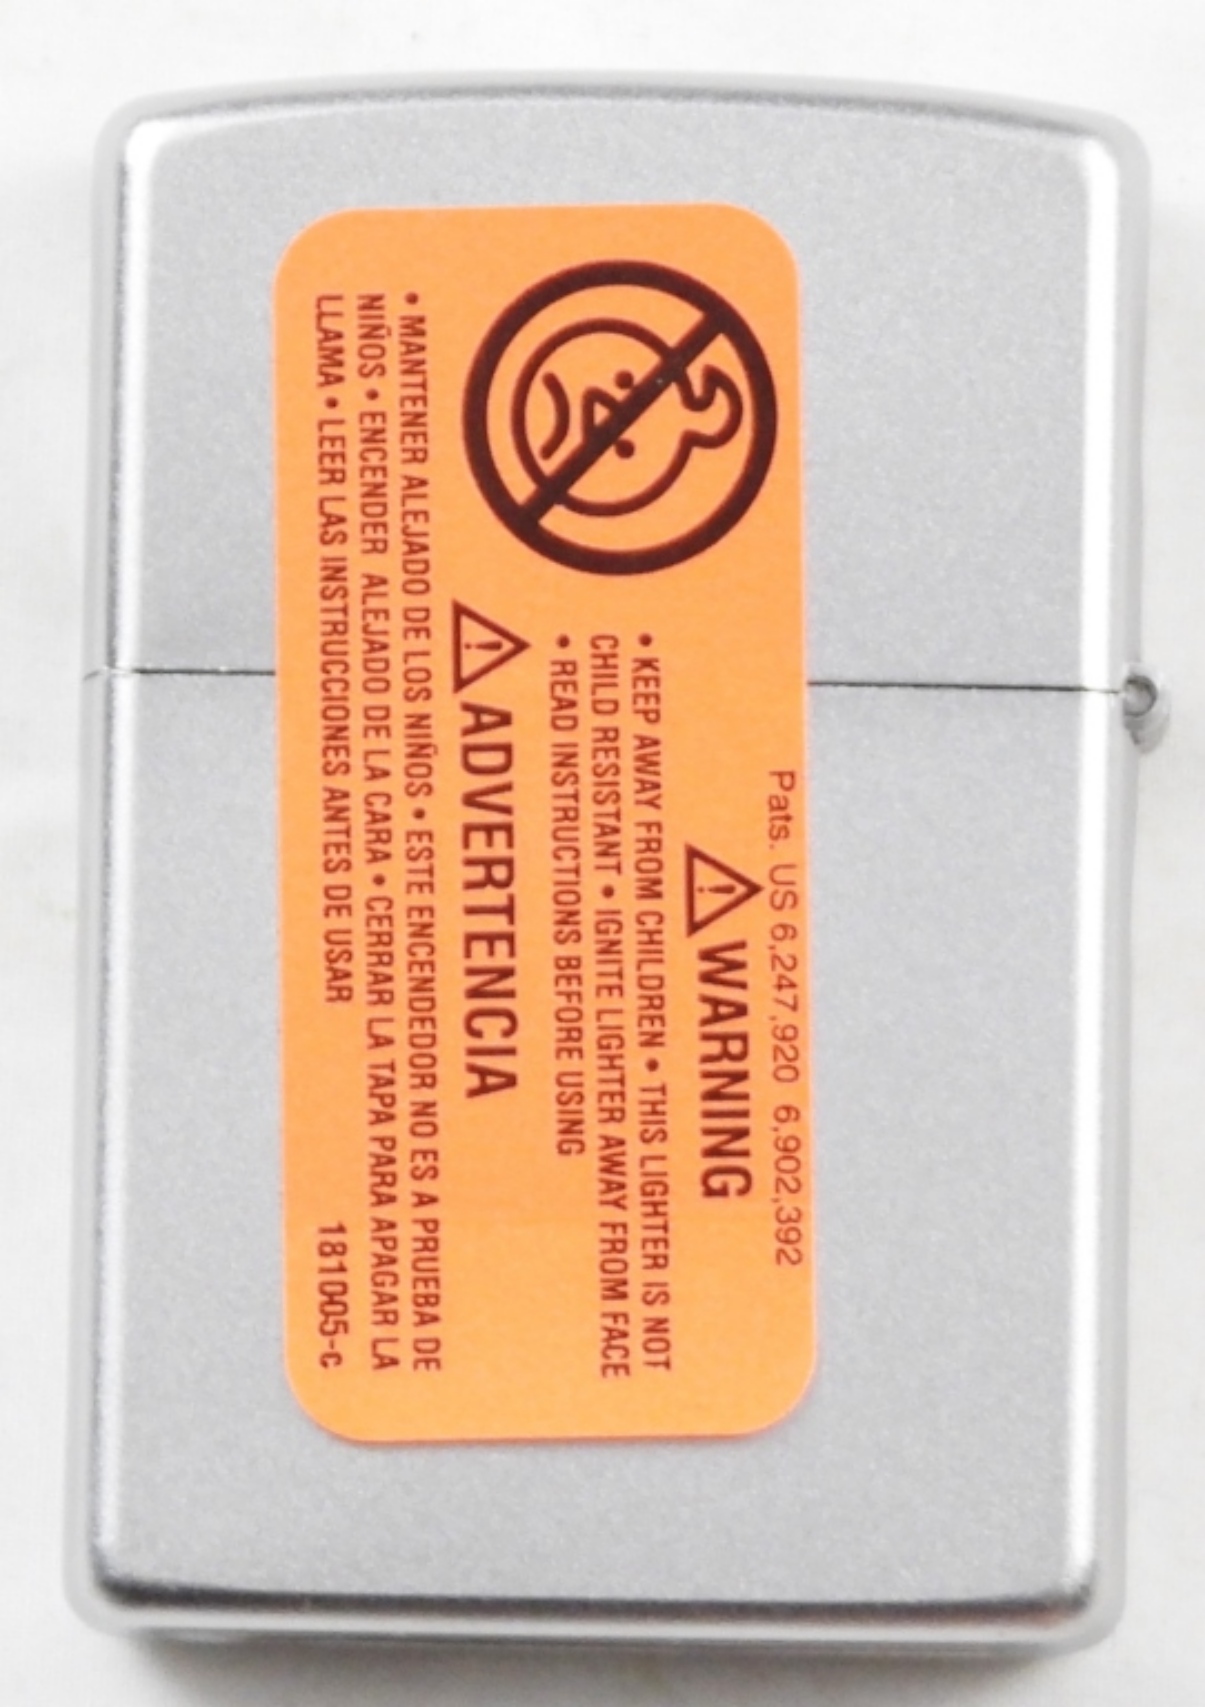 Pats. US 6,247,920 6,902,392
WARNING
• KEEP AWAY FROM CHILDREN • THIS LIGHTER IS NOT
CHILD RESISTANT • IGNITE LIGHTER AWAY FROM FACE
• READ INSTRUCTIONS BEFORE USING
ADVERTENCIA
• MANTENER ALEJADO DE LOS NIÑOS • ESTE ENCENDEDOR NO ES A PRUEBA DE
NIÑOS • ENCENDER ALEJADO DE LA CARA • CERRAR LA TAPA PARA APAGAR LA
LLAMA • LEER LAS INSTRUCCIONES ANTES DE USAR
181005-c